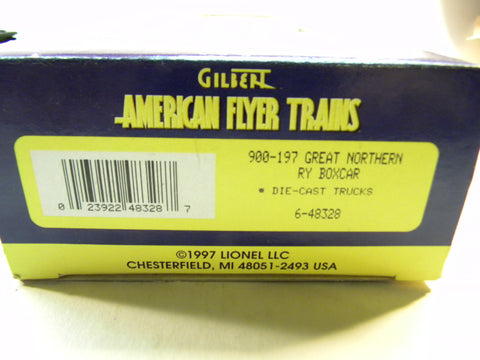 GILBERT
AMERICAN FLYER TRAINS
900-197 GREAT NORTHERN
RY BOXCAR
* DIE-CAST TRUCKS
6-48328
0 23922 48328 7
©1997 LIONEL LLC
CHESTERFIELD, MI 48051-2493 USA